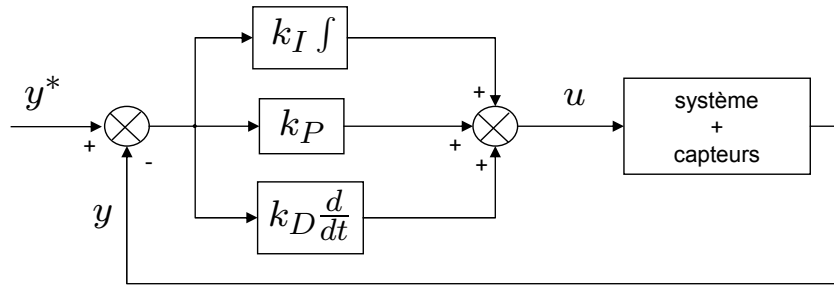 k_I ∫
y*
+
-
k_P
+
+
+
u
système
+
capteurs
y
k_D d/dt